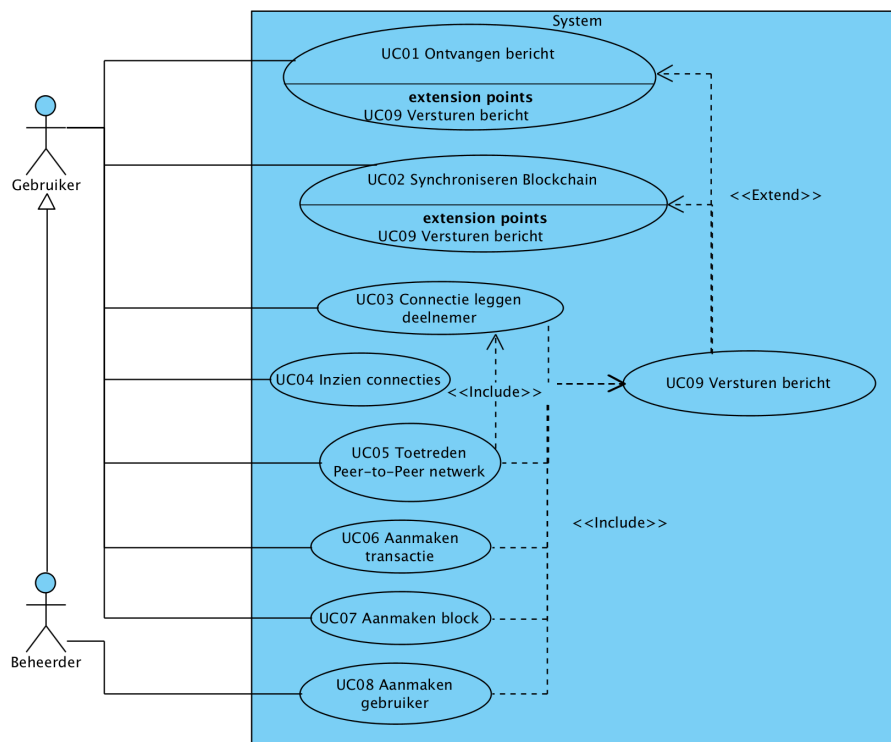 System
UC01 Ontvangen bericht
extension points
UC09 Versturen bericht
Gebruiker
UC02 Synchroniseren Blockchain
extension points
UC09 Versturen bericht
<<Extend>>
UC03 Connectie leggen
deelnemer
UC04 Inzien connecties
<<Include>>
UC09 Versturen bericht
UC05 Toetreden
Peer-to-Peer netwerk
<<Include>>
UC06 Aanmaken
transactie
UC07 Aanmaken block
Beheerder
UC08 Aanmaken
gebruiker